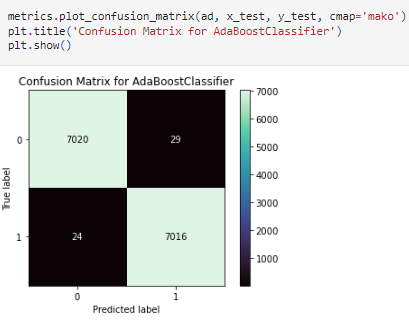 metrics.plot_confusion_matrix(ad, x_test, y_test, cmap='mako')
plt.title('Confusion Matrix for AdaBoostClassifier')
plt.show()
Confusion Matrix for AdaBoostClassifier
7000
7020 29
0
6000
5000
4000
True label
3000
24 7016
1
2000
1000
0 1
Predicted label